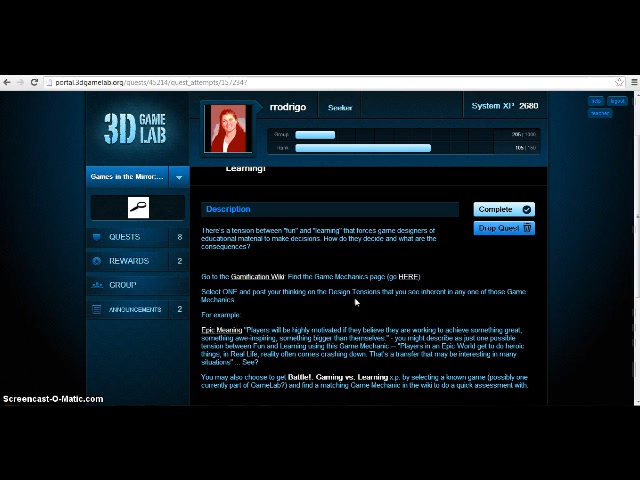 portal.3dgamelab.org/quests/45214/quest_attempts/1572347
3D GAME LAB
rrodrigo
Seeker
System XP 2680
help
logout
teacher
Group
Rank
Games in the Mirror:...
Learning!
QUESTS 8
REWARDS 2
GROUP
ANNOUNCEMENTS 2
Description
Complete
Drop Quest
There's a tension between "fun" and "learning" that forces game designers of
educational material to make decisions. How do they decide and what are the
consequences?
Go to the Gamification Wiki. Find the Game Mechanics page (go HERE)
Select ONE and post your thinking on the Design Tensions that you see inherent in any one of those Game
Mechanics
For example:
Epic Meaning "Players will be highly motivated if they believe they are working to achieve something great,
something awe-inspiring, something bigger than themselves." - you might describe as just one possible
tension between Fun and Learning using this Game Mechanic -- "Players in an Epic World get to do heroic
things; in Real Life, reality often comes crashing down. That's a transfer that may be interesting in many
situations"... See?
You may also choose to get Battle!, Gaming vs. Learning x.p. by selecting a known game (possibly one
currently part of GameLab?) and find a matching Game Mechanic in the wiki to do a quick assessment with.
Screencast-O-Matic.com